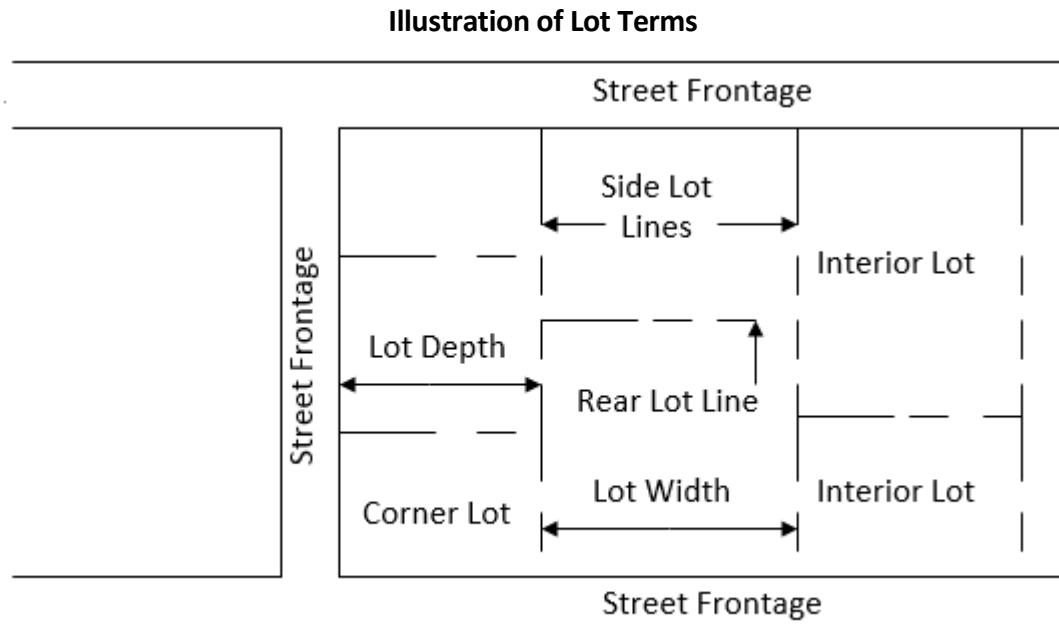 Illustration of Lot Terms
Street Frontage
Side Lot
Lines
Interior Lot
Street Frontage
Lot Depth
Rear Lot Line
Lot Width
Interior Lot
Corner Lot
Street Frontage